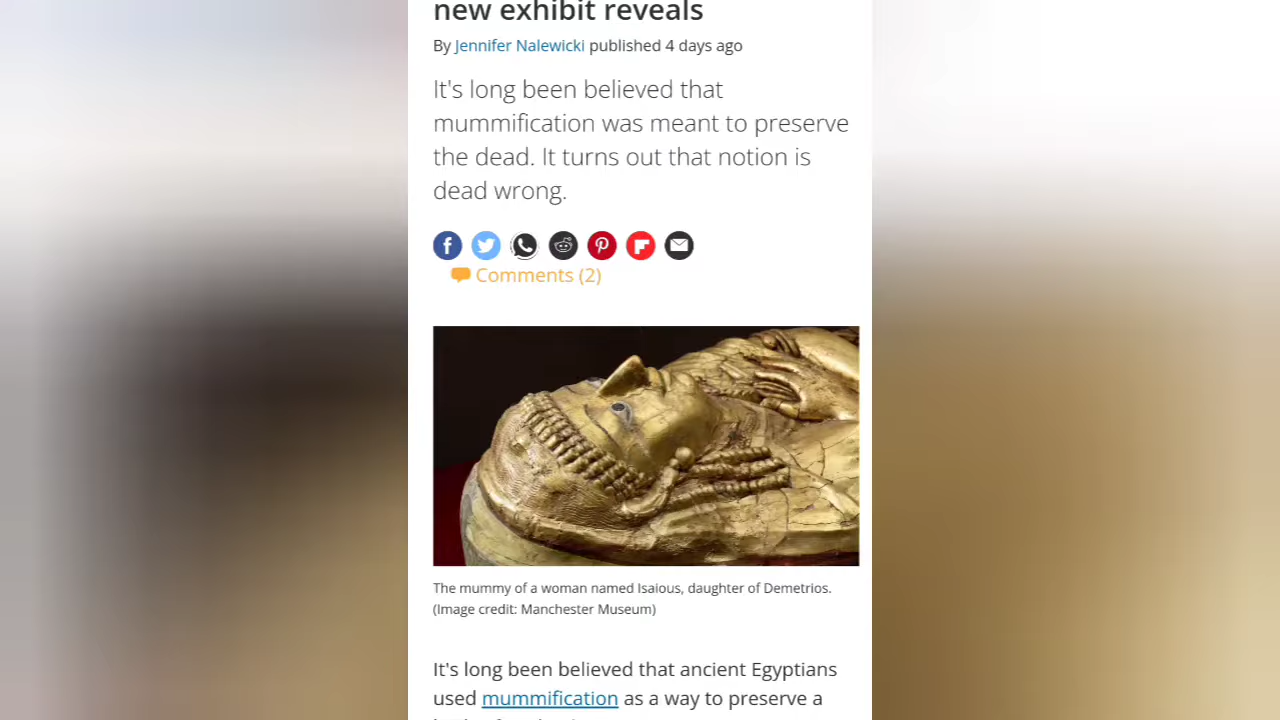 new exhibit reveals
By Jennifer Nalewicki published 4 days ago
It's long been believed that
mummification was meant to preserve
the dead. It turns out that notion is
dead wrong.
Comments (2)
The mummy of a woman named Isaious, daughter of Demetrios.
(Image credit: Manchester Museum)
It's long been believed that ancient Egyptians
used mummification as a way to preserve a